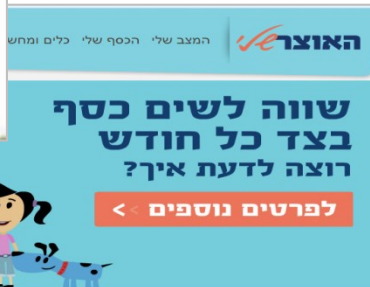 האוצר שלי
המצב שלי הכסף שלי כלים ומחש
שווה לשים כסף
בצד כל חודש
רוצה לדעת איך?
לפרטים נוספים >>